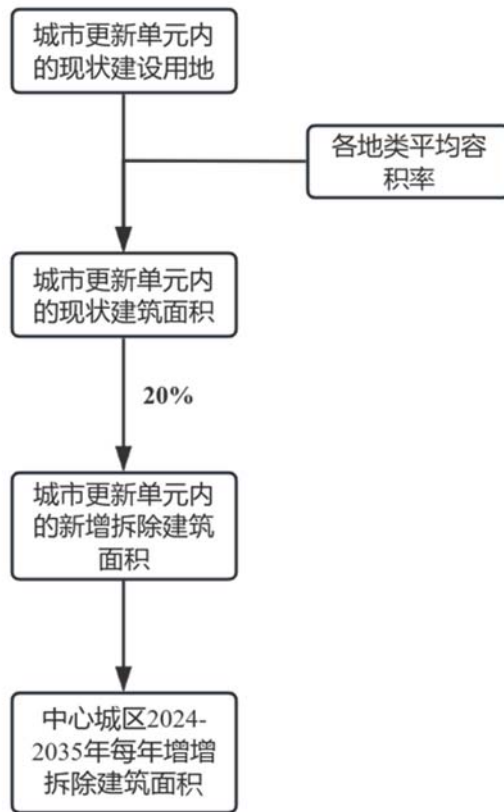 城市更新单元内
的现状建设用地
各地类平均容
积率
城市更新单元内
的现状建筑面积
20%
城市更新单元内
的新增拆除建筑
面积
中心城区2024-
2035年每年增增
拆除建筑面积